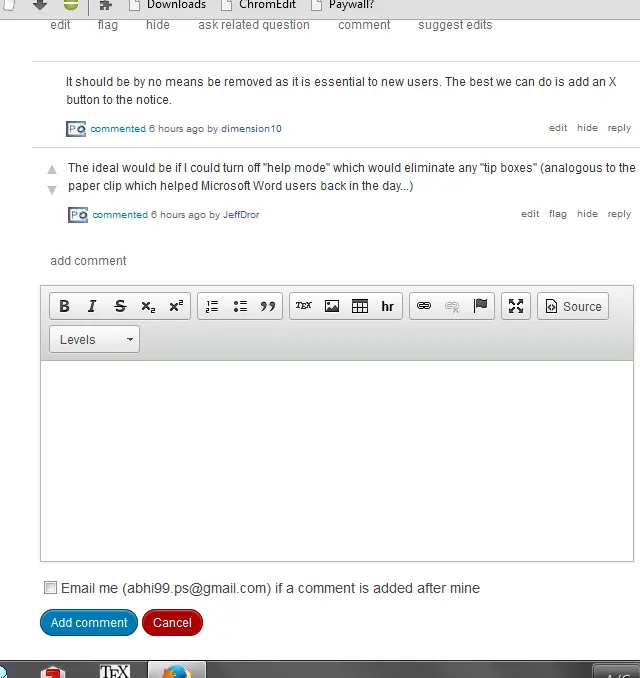 Downloads ChromEdit Paywall?
edit flag hide ask related question comment suggest edits
It should be by no means be removed as it is essential to new users. The best we can do is add an X
button to the notice.
PO commented 6 hours ago by dimension10 edit hide reply
The ideal would be if I could turn off "help mode" which would eliminate any "tip boxes" (analogous to the
paper clip which helped Microsoft Word users back in the day...)
PO commented 6 hours ago by JeffDror edit flag hide reply
add comment
B I S x₂ x² TEX hr Source
Levels
Email me (abhi99.ps@gmail.com) if a comment is added after mine
Add comment Cancel
TEX